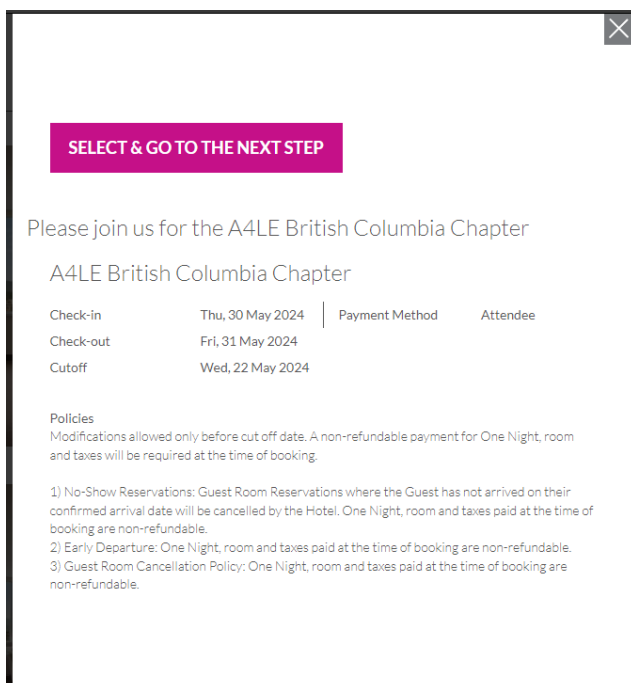 SELECT & GO TO THE NEXT STEP
Please join us for the A4LE British Columbia Chapter
A4LE British Columbia Chapter
Check-in Thu, 30 May 2024 Payment Method Attendee
Check-out Fri, 31 May 2024
Cutoff Wed, 22 May 2024
Policies
Modifications allowed only before cut off date. A non-refundable payment for One Night, room
and taxes will be required at the time of booking.
1) No-Show Reservations: Guest Room Reservations where the Guest has not arrived on their
confirmed arrival date will be cancelled by the Hotel. One Night, room and taxes paid at the time of
booking are non-refundable.
2) Early Departure: One Night, room and taxes paid at the time of booking are non-refundable.
3) Guest Room Cancellation Policy: One Night, room and taxes paid at the time of booking are
non-refundable.